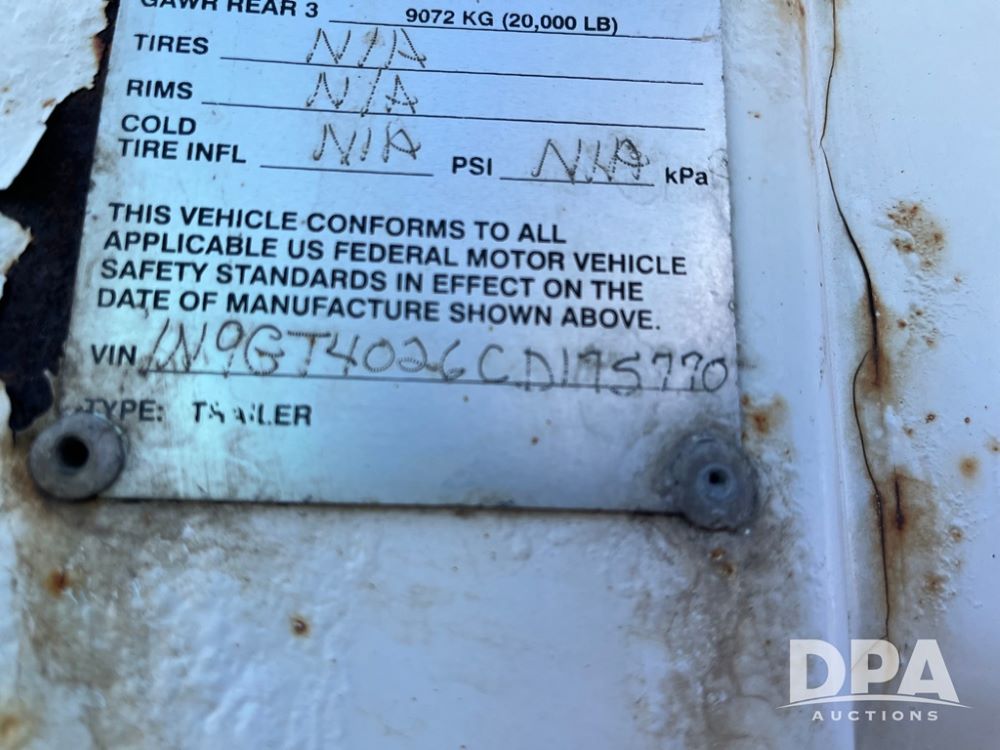 GAWR REAR 3 9072 KG (20,000 LB)
TIRES N/A
RIMS N/A
COLD
TIRE INFL N/A PSI N/A kPa
THIS VEHICLE CONFORMS TO ALL
APPLICABLE US FEDERAL MOTOR VEHICLE
SAFETY STANDARDS IN EFFECT ON THE
DATE OF MANUFACTURE SHOWN ABOVE.
VIN 1N9GT4026CD175770
TYPE: TRAILER
DPA
AUCTIONS